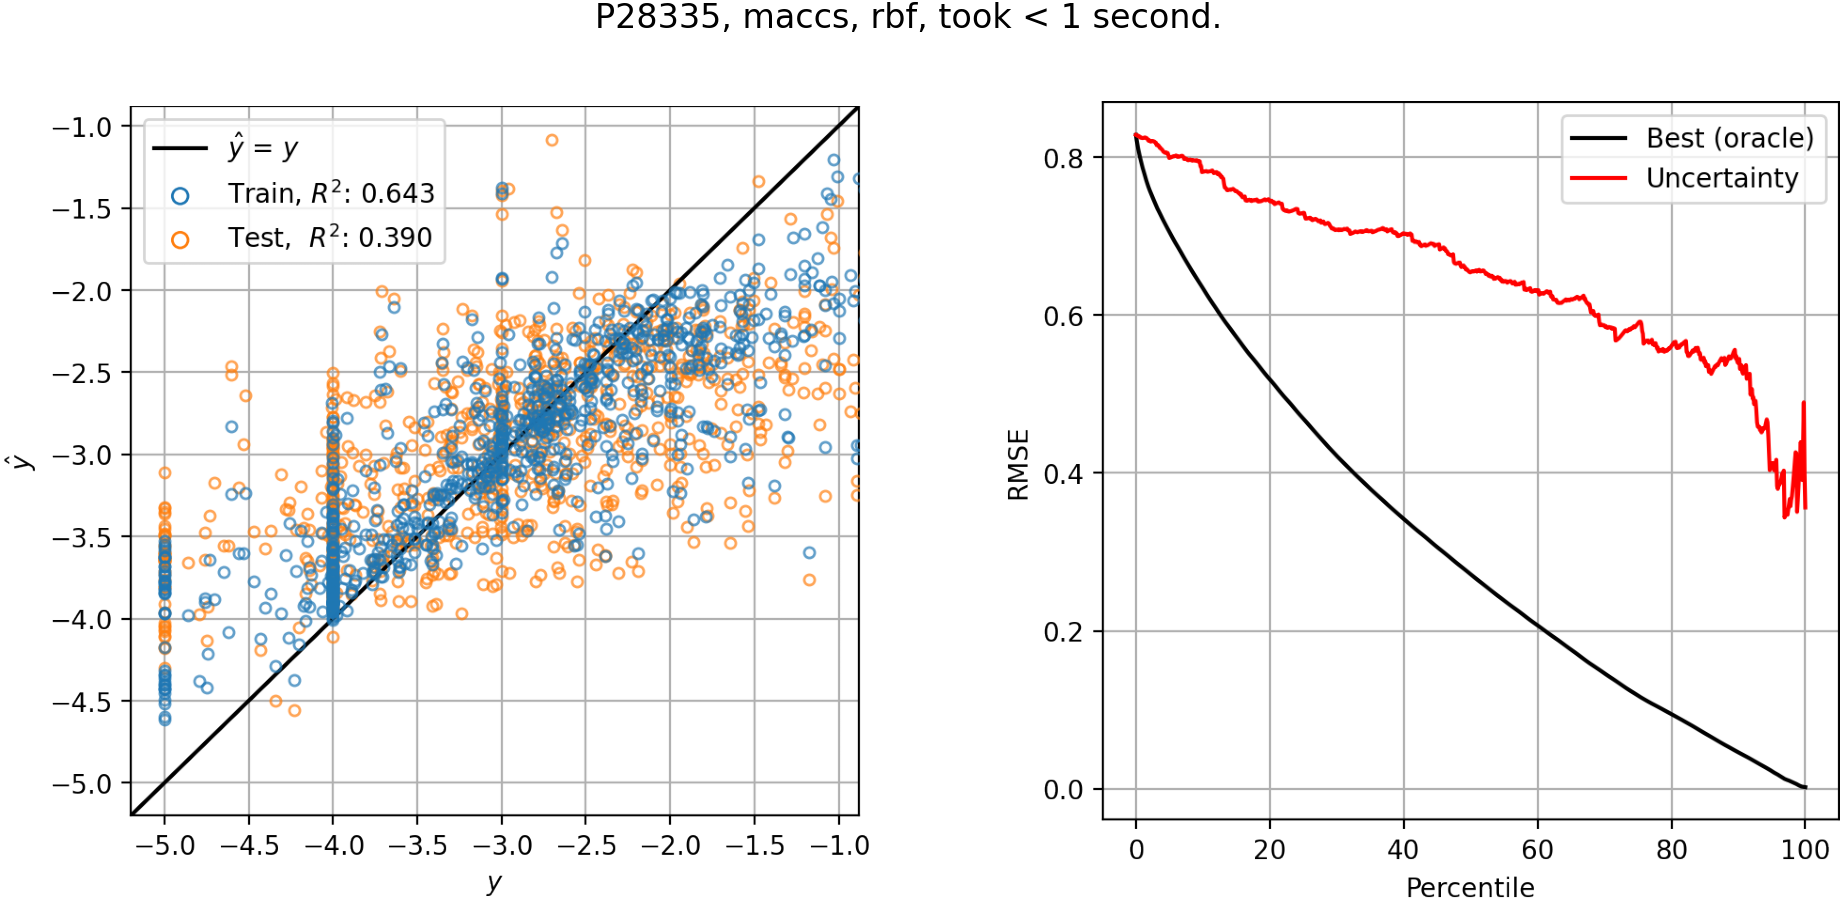 P28335, maccs, rbf, took < 1 second.
ŷ = y
Train, R²: 0.643
Test, R²: 0.390
−1.0
−1.5
−2.0
−2.5
−3.0
−3.5
−4.0
−4.5
−5.0
ŷ
−5.0 −4.5 −4.0 −3.5 −3.0 −2.5 −2.0 −1.5 −1.0
y
Best (oracle)
Uncertainty
0.8
0.6
0.4
0.2
0.0
RMSE
0 20 40 60 80 100
Percentile